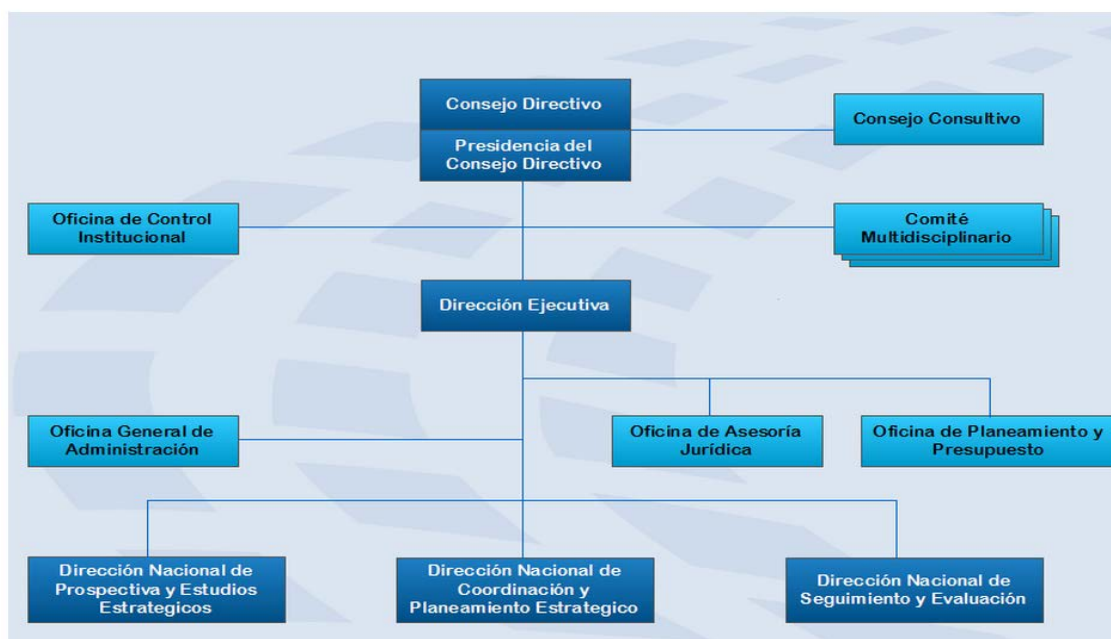 Consejo Directivo
Consejo Consultivo
Presidencia del
Consejo Directivo
Oficina de Control
Institucional
Comité
Multidisciplinario
Dirección Ejecutiva
Oficina General de
Administración
Oficina de Asesoría
Jurídica
Oficina de Planeamiento y
Presupuesto
Dirección Nacional de
Prospectiva y Estudios
Estrategicos
Dirección Nacional de
Coordinación y
Planeamiento Estrategico
Dirección Nacional de
Seguimiento y Evaluación